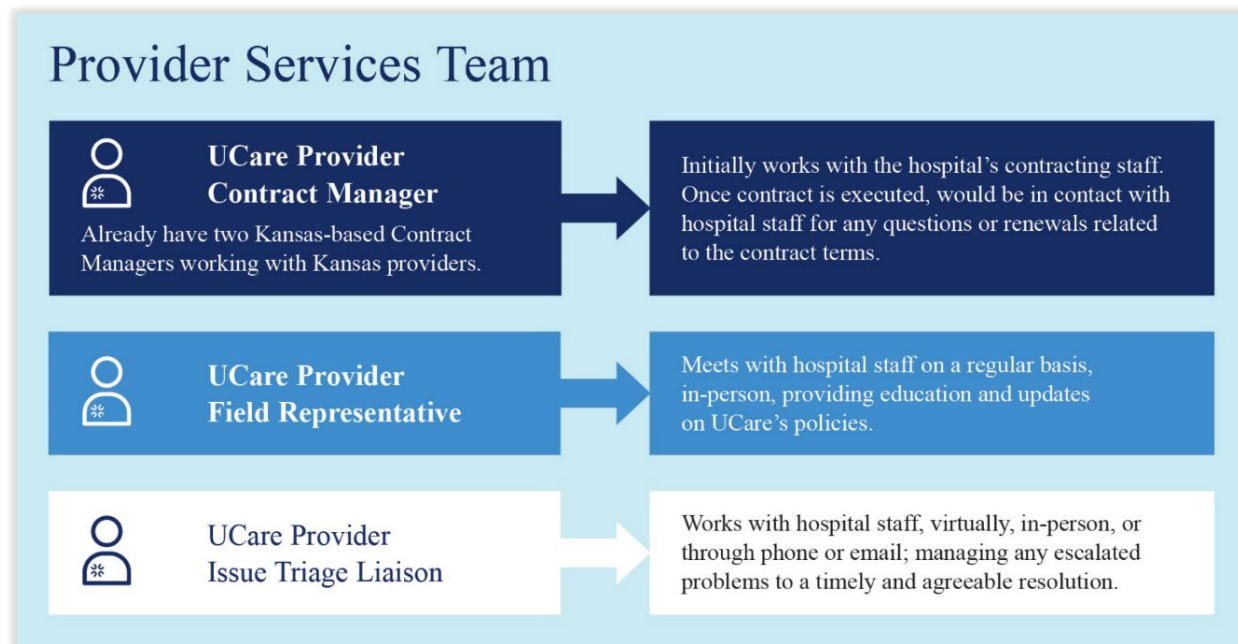 Provider Services Team
UCare Provider
Contract Manager
Already have two Kansas-based Contract
Managers working with Kansas providers.
Initially works with the hospital’s contracting staff.
Once contract is executed, would be in contact with
hospital staff for any questions or renewals related
to the contract terms.
UCare Provider
Field Representative
Meets with hospital staff on a regular basis,
in-person, providing education and updates
on UCare’s policies.
UCare Provider
Issue Triage Liaison
Works with hospital staff, virtually, in-person, or
through phone or email; managing any escalated
problems to a timely and agreeable resolution.